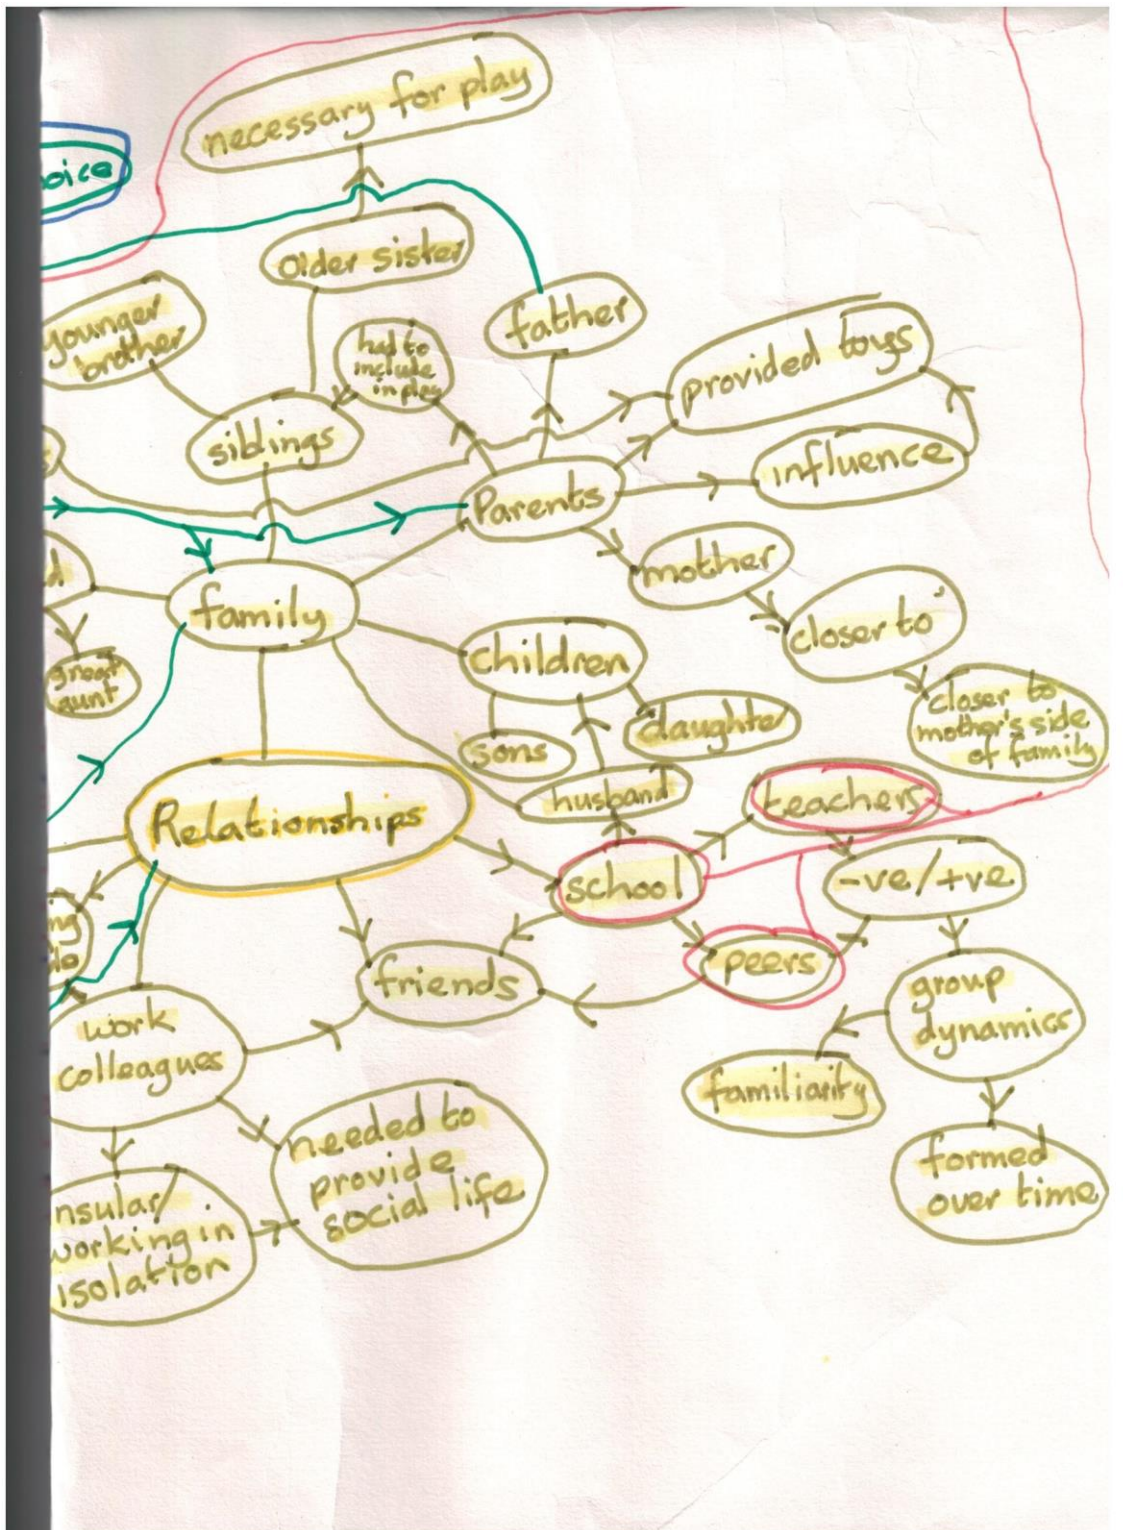 necessary for play
oice
older sister
younger
brother
had to
include
in play
father
provided toys
siblings
influence
s
Parents
d
mother
family
closer to
children
great
aunt
closer to
mother's side
of family
daughter
sons
husband
teachers
Relationships
school
-ve/+ve
ng
peers
friends
group
dynamics
work
colleagues
familiarity
needed to
provide
social life
formed
over time
nsular/
working in
isolation